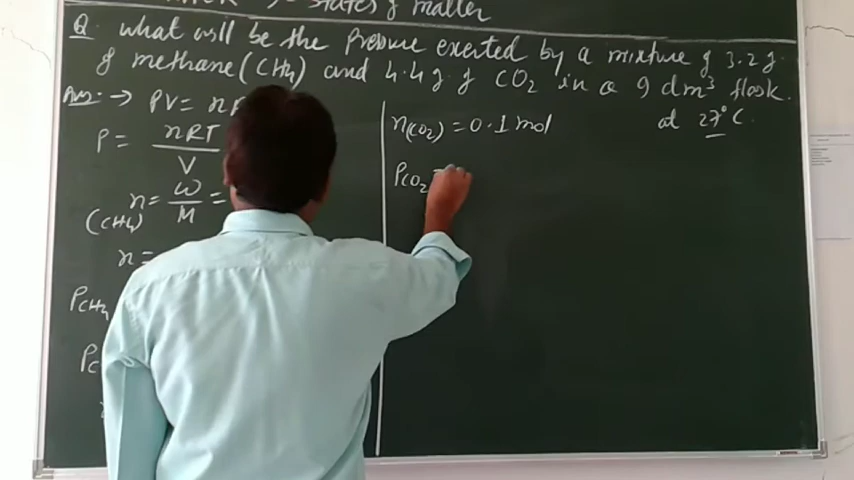 States of matter
Q. what will be the Pressure exerted by a mixture of 3.2 g
of methane (CH4) and 4.4 g of CO2 in a 9 dm³ flask
at 27°C.
Ans: → PV = nR
P = nRT / V
n(CH4) = w / M =
n =
PCH4
PC
n(CO2) = 0.1 mol
PCO2 =